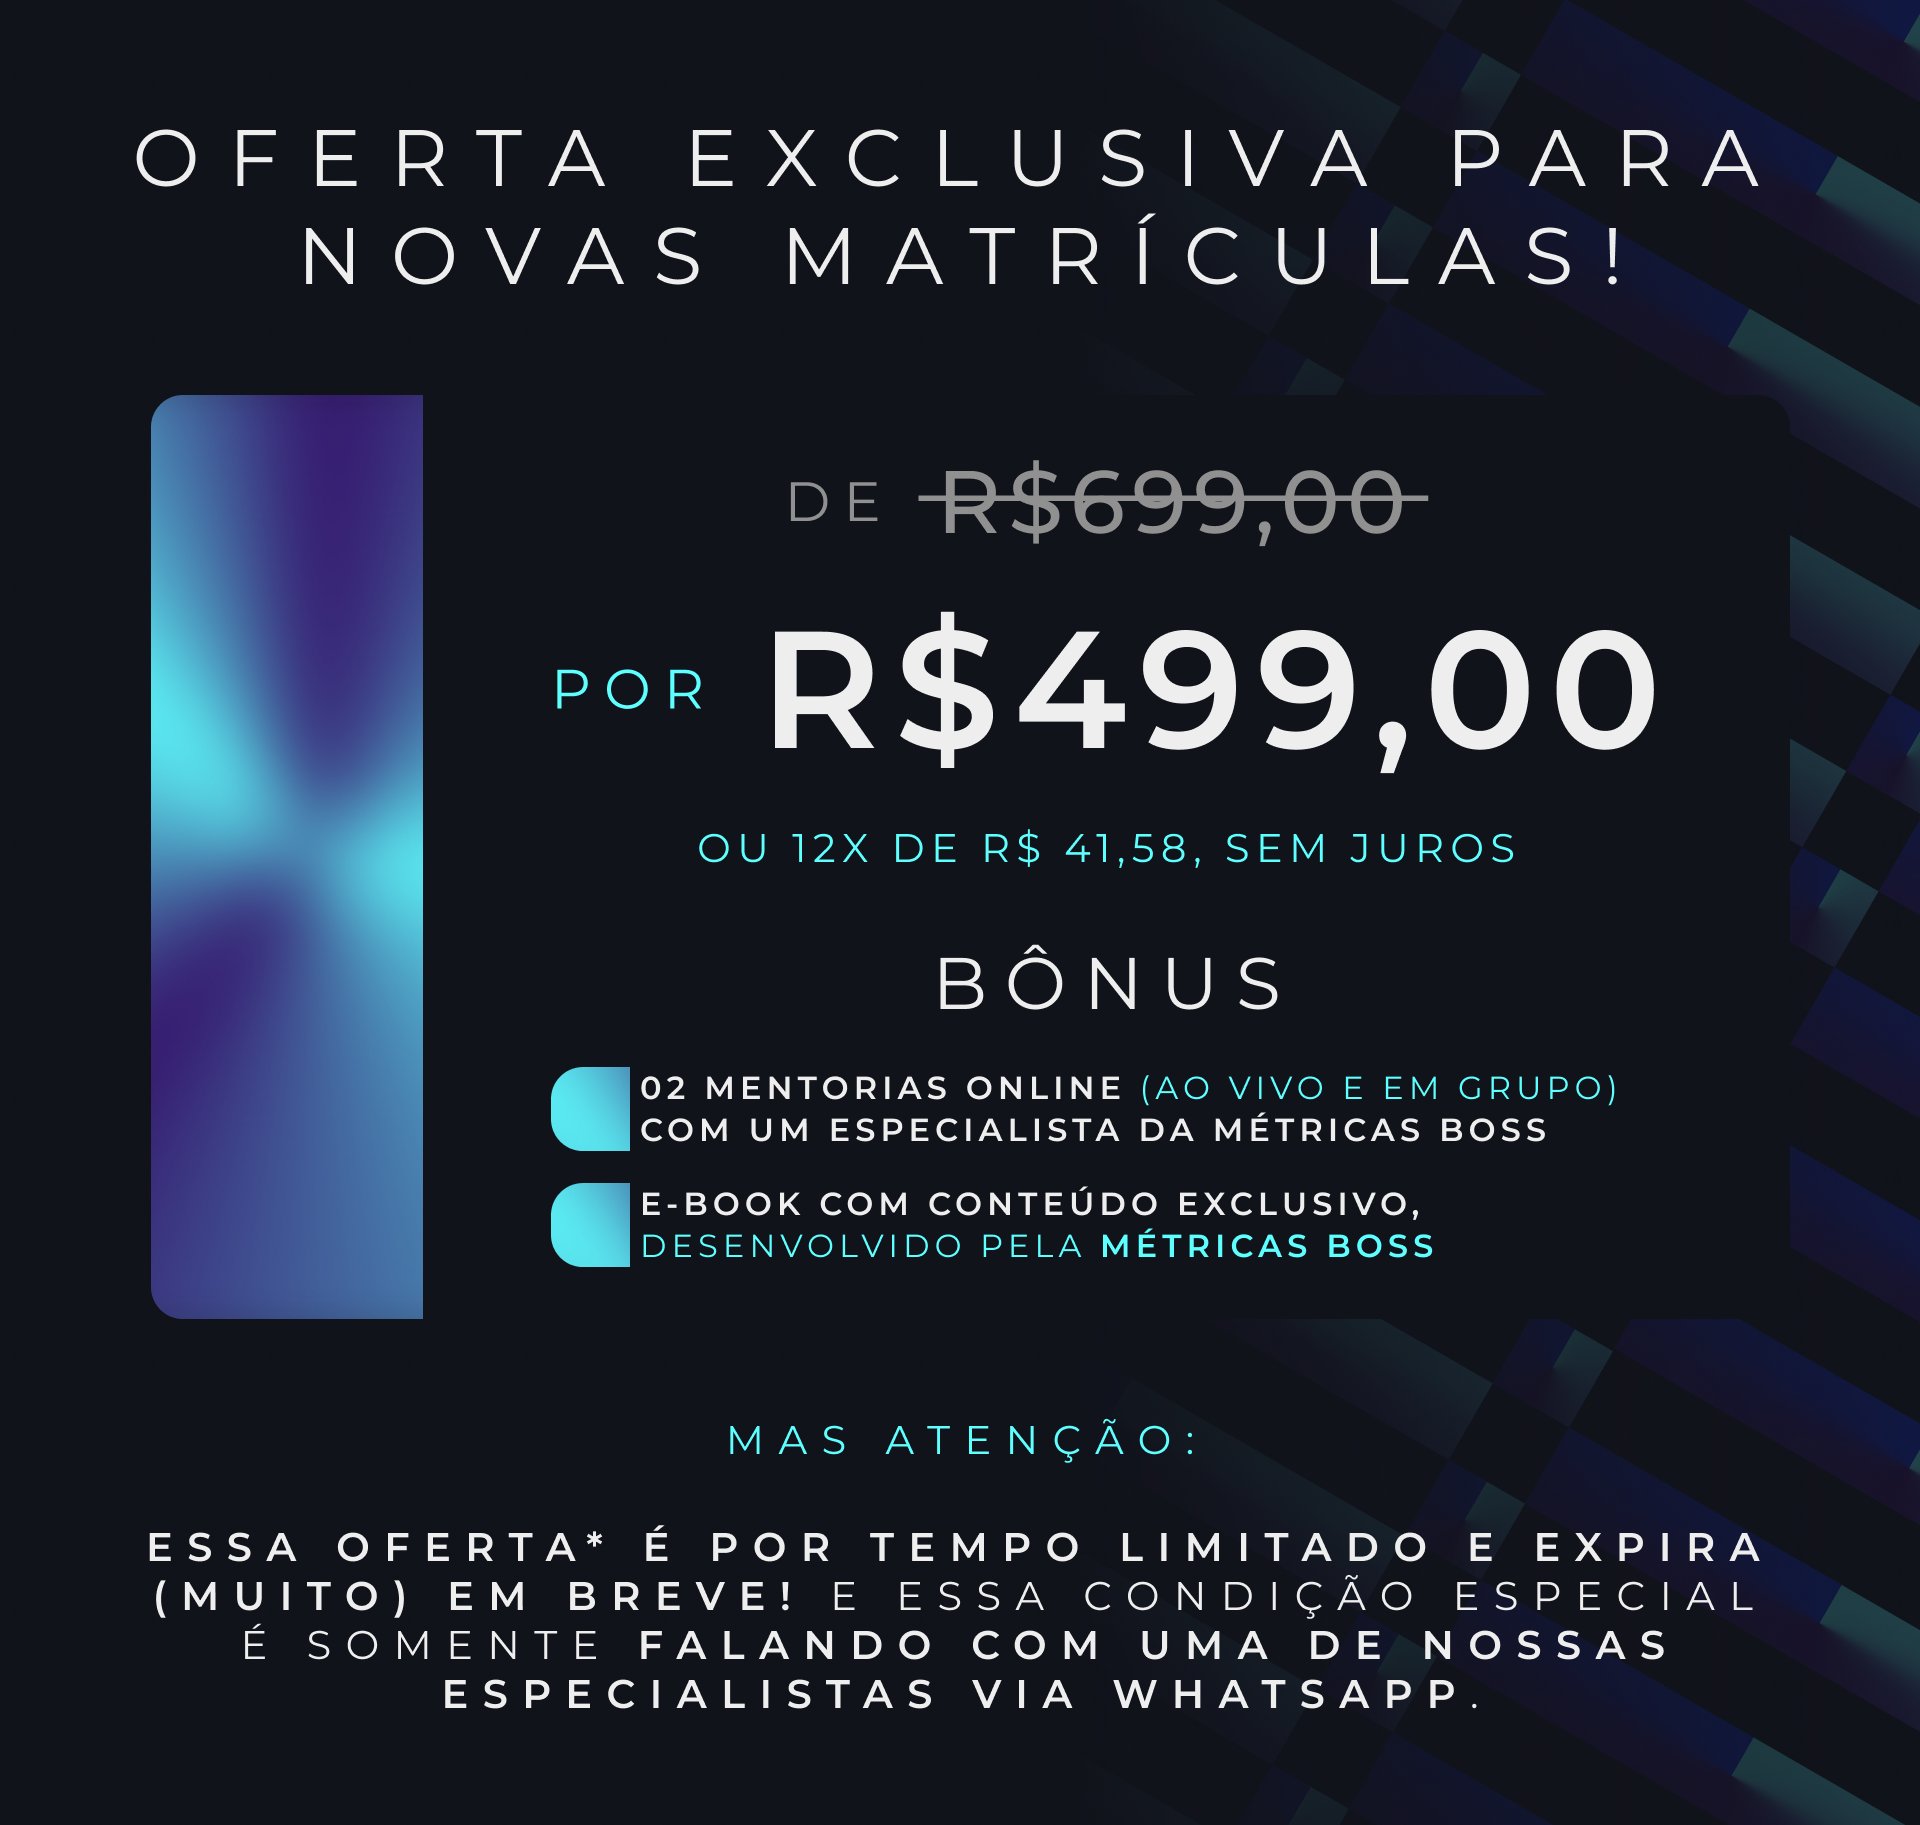 OFERTA EXCLUSIVA PARA
NOVAS MATRÍCULAS!
DE R$699,00
POR R$499,00
OU 12X DE R$ 41,58, SEM JUROS
BÔNUS
02 MENTORIAS ONLINE (AO VIVO E EM GRUPO)
COM UM ESPECIALISTA DA MÉTRICAS BOSS
E-BOOK COM CONTEÚDO EXCLUSIVO,
DESENVOLVIDO PELA MÉTRICAS BOSS
MAS ATENÇÃO:
ESSA OFERTA* É POR TEMPO LIMITADO E EXPIRA
(MUITO) EM BREVE! E ESSA CONDIÇÃO ESPECIAL
É SOMENTE FALANDO COM UMA DE NOSSAS
ESPECIALISTAS VIA WHATSAPP.